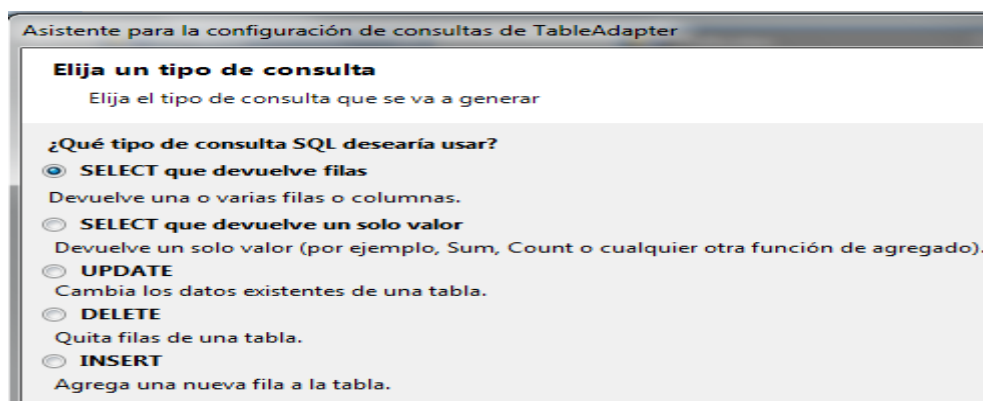 Asistente para la configuración de consultas de TableAdapter
Elija un tipo de consulta
Elija el tipo de consulta que se va a generar
¿Qué tipo de consulta SQL desearía usar?
SELECT que devuelve filas
Devuelve una o varias filas o columnas.
SELECT que devuelve un solo valor
Devuelve un solo valor (por ejemplo, Sum, Count o cualquier otra función de agregado).
UPDATE
Cambia los datos existentes de una tabla.
DELETE
Quita filas de una tabla.
INSERT
Agrega una nueva fila a la tabla.